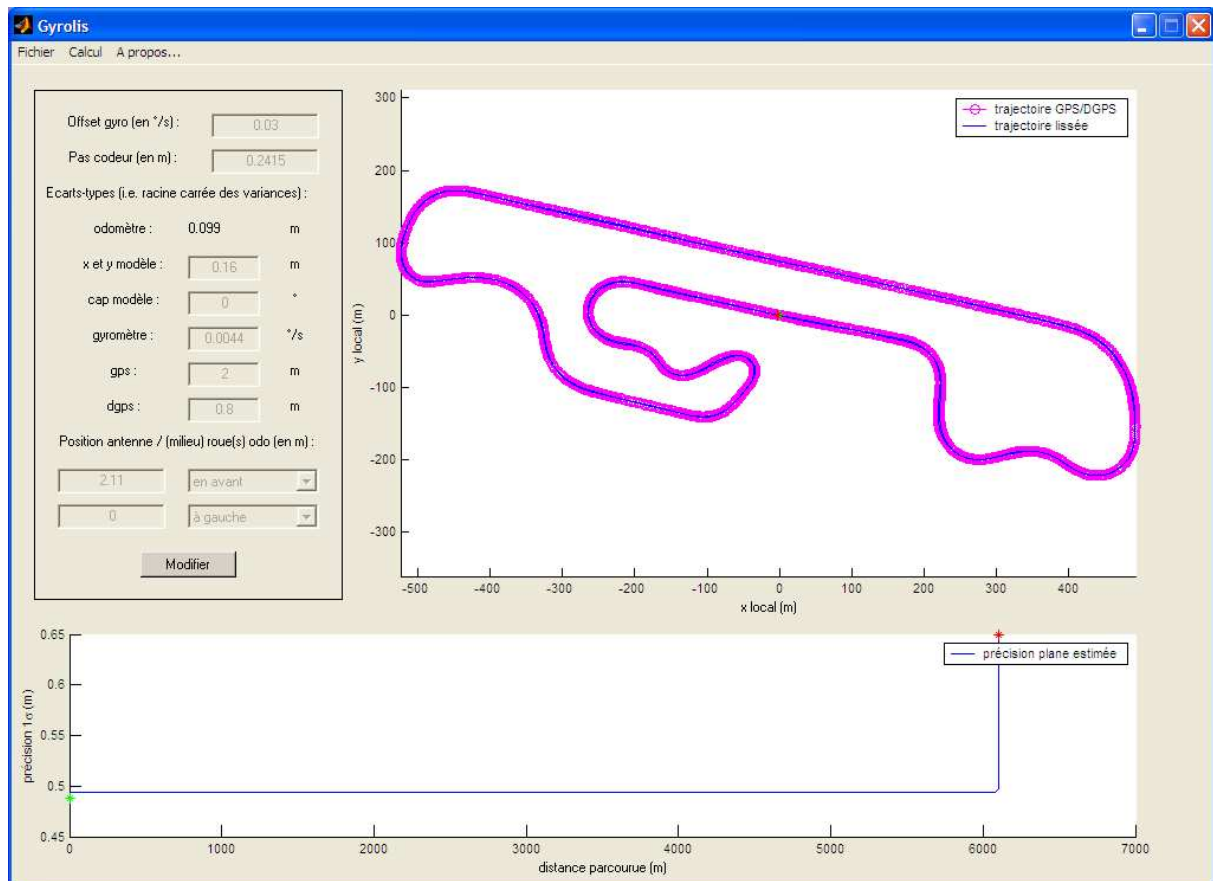 Gyrolis
Fichier Calcul A propos...
Offset gyro (en °/s) : 0.03
Pas codeur (en m) : 0.2415
Ecarts-types (i.e. racine carrée des variances) :
odomètre : 0.099 m
x et y modèle : 0.16 m
cap modèle : 0 °
gyromètre : 0.0044 °/s
gps : 2 m
dgps : 0.8 m
Position antenne / (milieu) roue(s) odo (en m) :
2.11 en avant
0 à gauche
Modifier
trajectoire GPS/DGPS
trajectoire lissée
300
200
100
0
-100
-200
-300
y local (m)
-500 -400 -300 -200 -100 0 100 200 300 400
x local (m)
précision plane estimée
0.65
0.6
0.55
0.5
0.45
précision 1σ (m)
0 1000 2000 3000 4000 5000 6000 7000
distance parcourue (m)